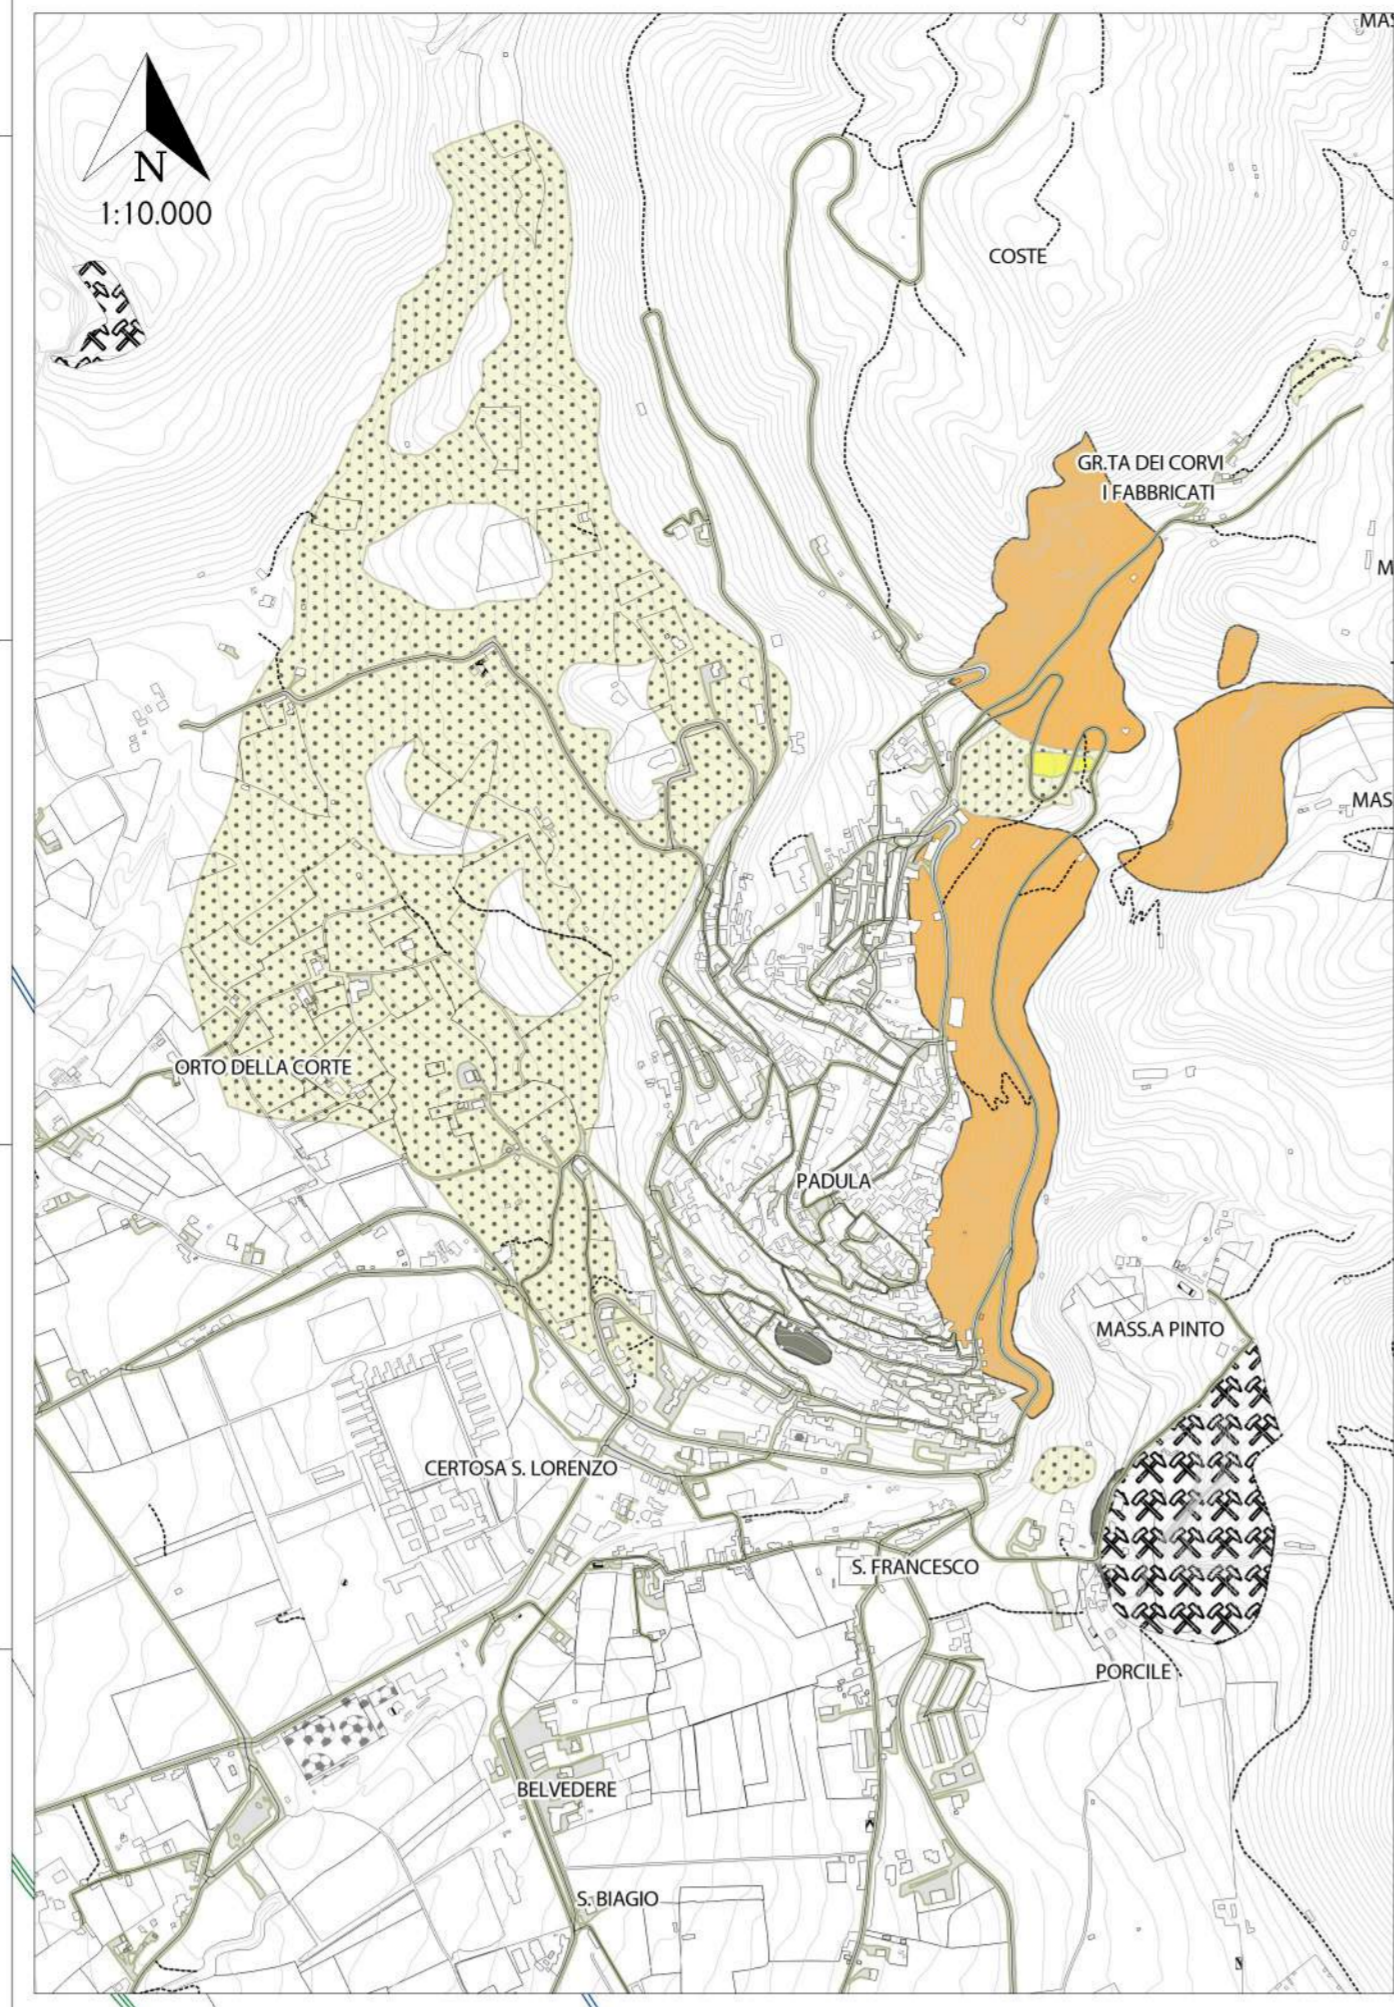 MAS
N
1:10.000
COSTE
GR.TA DEI CORVI
I FABBRICATI
M
MAS
ORTO DELLA CORTE
PADULA
MASS.A PINTO
CERTOSA S. LORENZO
S. FRANCESCO
PORCILE
BELVEDERE
S. BIAGIO